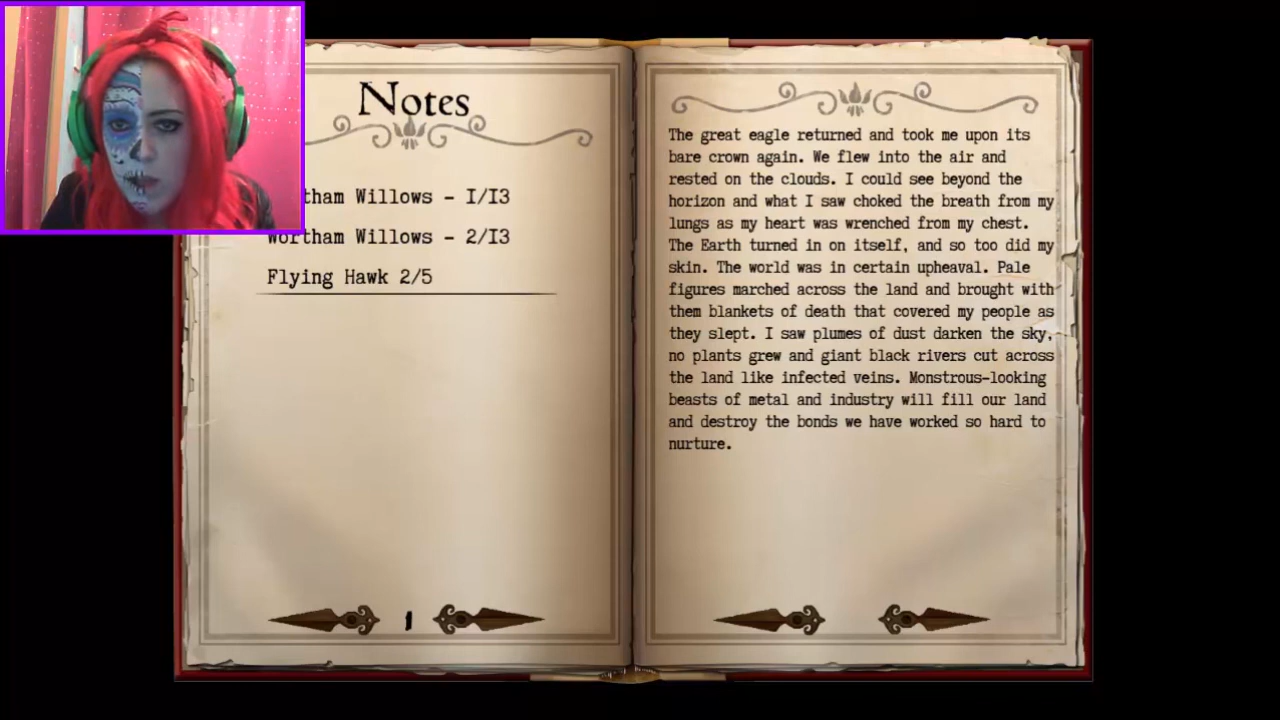 Notes
tham Willows - I/I3
Wortham Willows - 2/I3
Flying Hawk 2/5
1
The great eagle returned and took me upon its
bare crown again. We flew into the air and
rested on the clouds. I could see beyond the
horizon and what I saw choked the breath from my
lungs as my heart was wrenched from my chest.
The Earth turned in on itself, and so too did my
skin. The world was in certain upheaval. Pale
figures marched across the land and brought with
them blankets of death that covered my people as
they slept. I saw plumes of dust darken the sky,
no plants grew and giant black rivers cut across
the land like infected veins. Monstrous-looking
beasts of metal and industry will fill our land
and destroy the bonds we have worked so hard to
nurture.